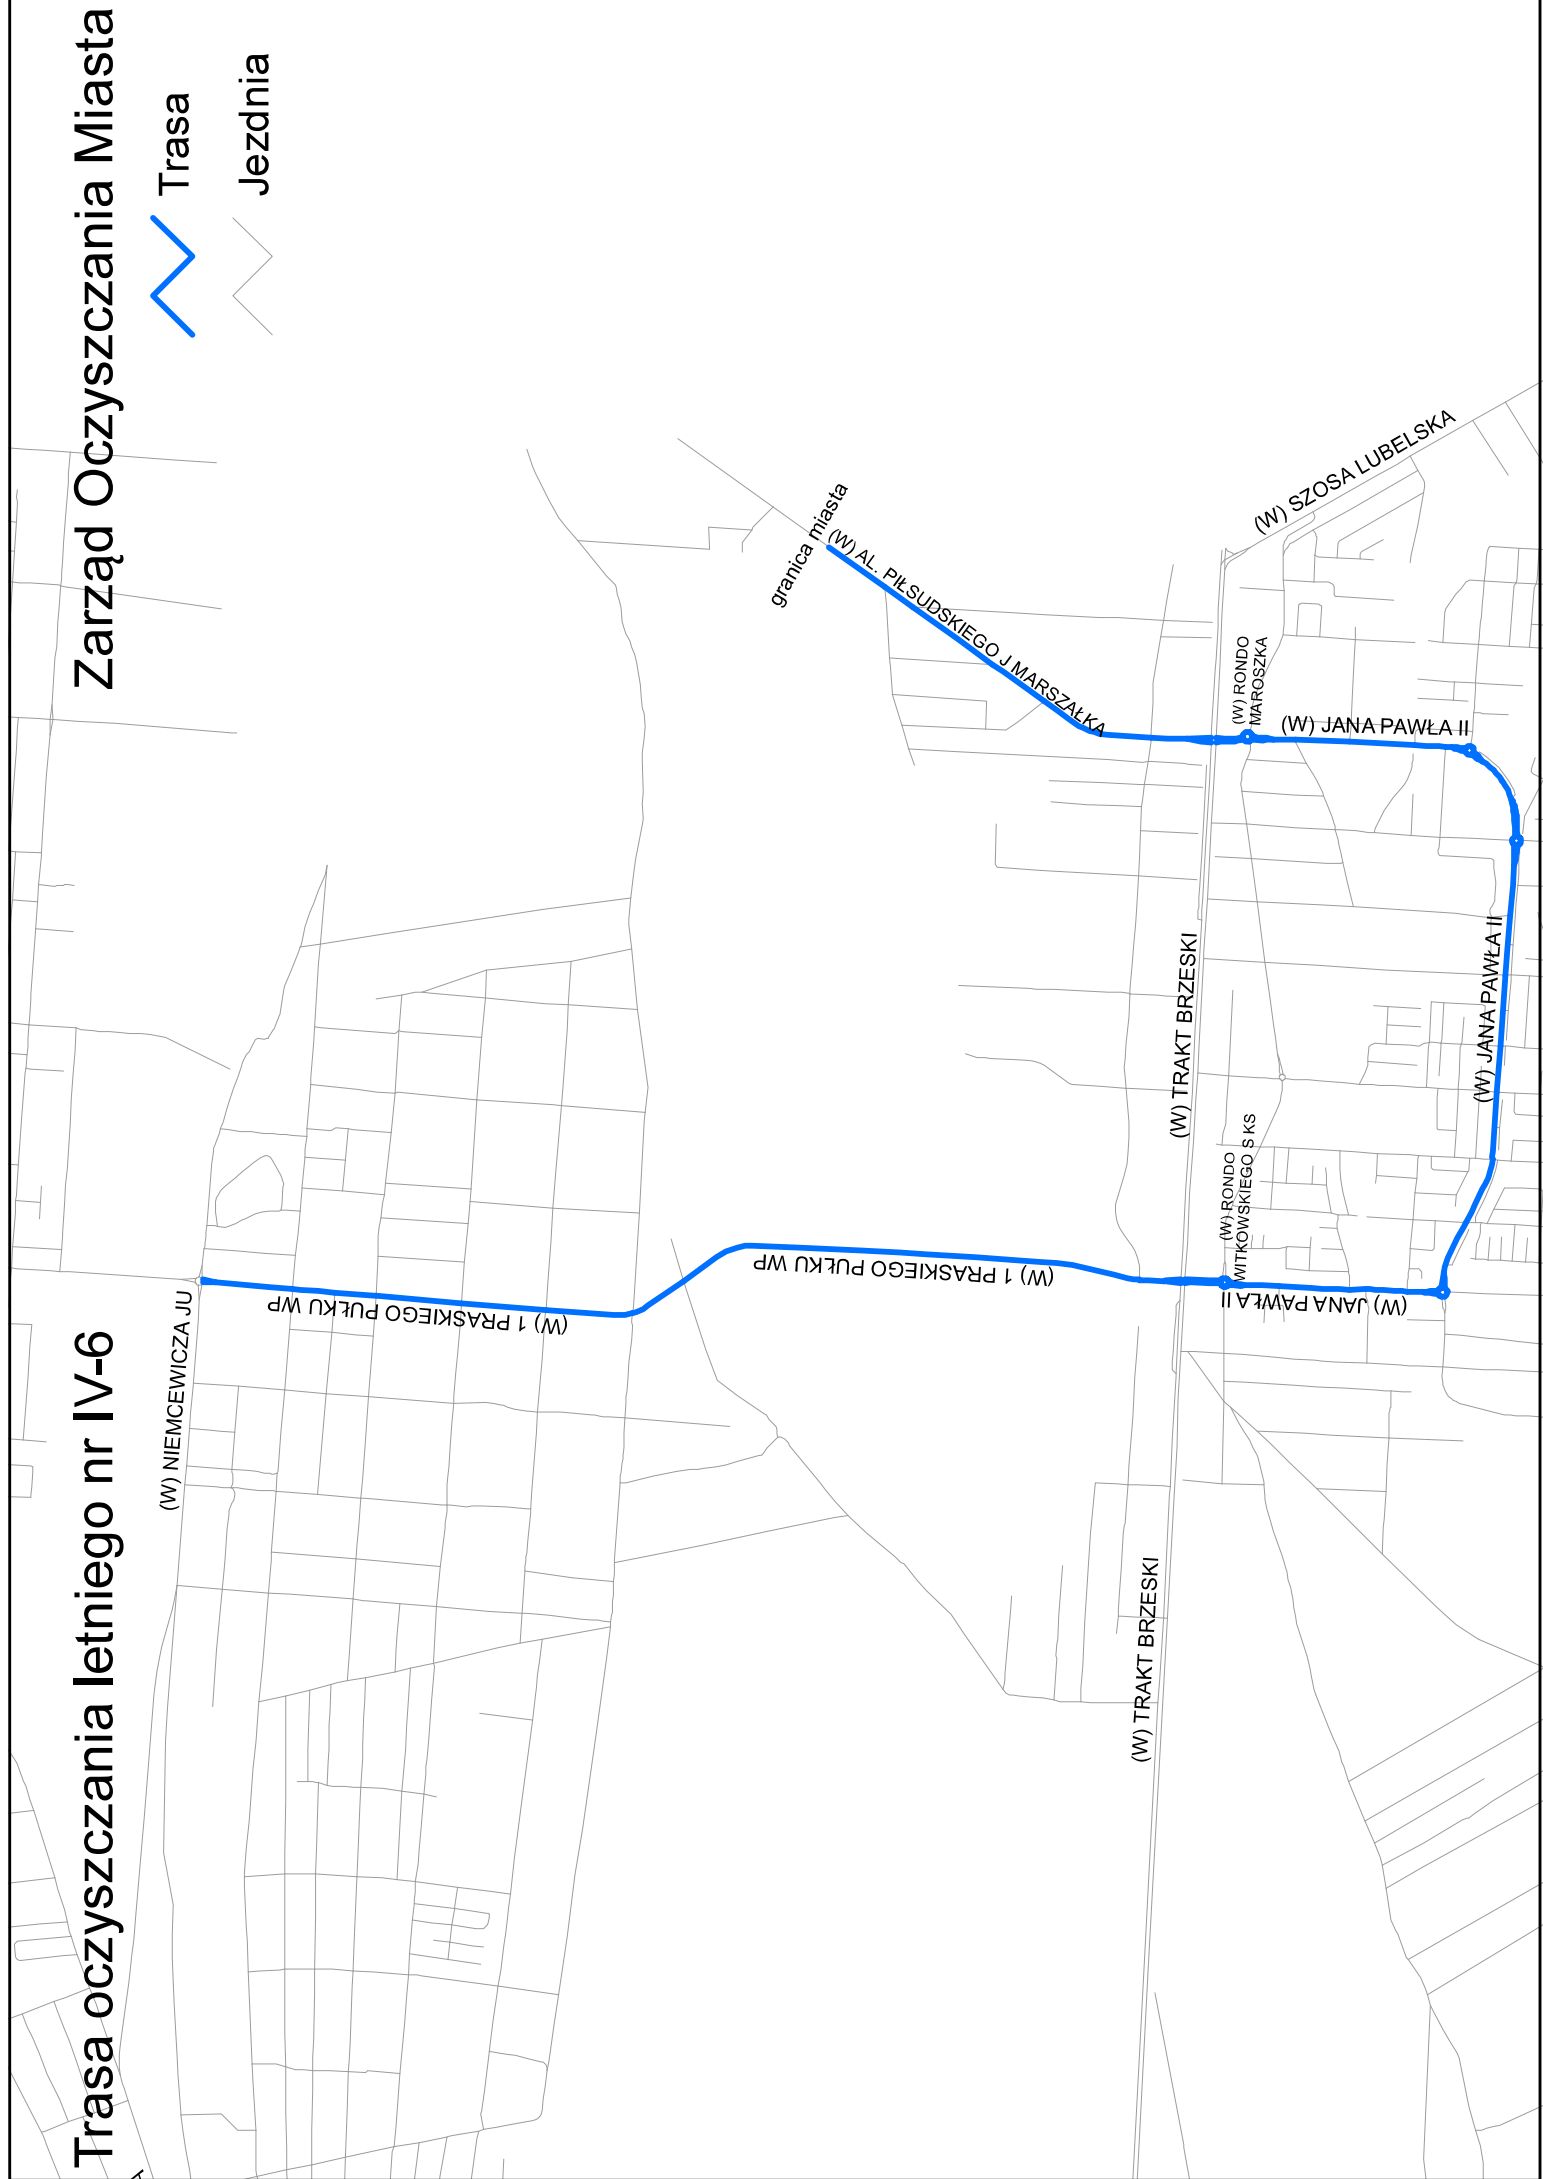 Trasa oczyszczania letniego nr IV-6
Zarząd Oczyszczania Miasta
Trasa
Jezdnia
(W) NIEMCEWICZA JU
(W) 1 PRASKIEGO PUŁKU WP
(W) 1 PRASKIEGO PUŁKU WP
granica miasta
(W) AL. PIŁSUDSKIEGO J MARSZAŁKA
(W) TRAKT BRZESKI
(W) TRAKT BRZESKI
(W) SZOSA LUBELSKA
(W) RONDO
MAROSZKA
(W) JANA PAWŁA II
(W) JANA PAWŁA II
(W) RONDO
WITKOWSKIEGO S KS
(W) JANA PAWŁA II